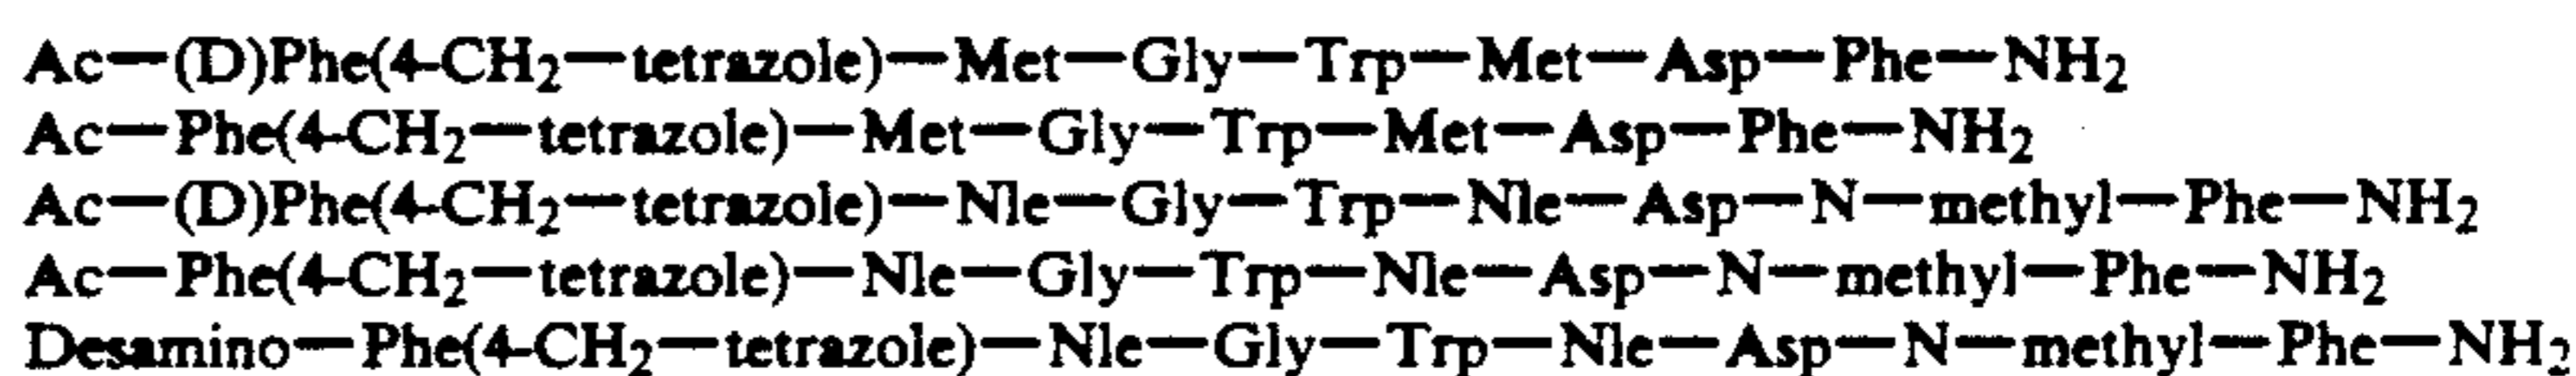 Ac—(D)Phe(4-CH₂—tetrazole)—Met—Gly—Trp—Met—Asp—Phe—NH₂
Ac—Phe(4-CH₂—tetrazole)—Met—Gly—Trp—Met—Asp—Phe—NH₂
Ac—(D)Phe(4-CH₂—tetrazole)—Nle—Gly—Trp—Nle—Asp—N—methyl—Phe—NH₂
Ac—Phe(4-CH₂—tetrazole)—Nle—Gly—Trp—Nle—Asp—N—methyl—Phe—NH₂
Desamino—Phe(4-CH₂—tetrazole)—Nle—Gly—Trp—Nle—Asp—N—methyl—Phe—NH₂